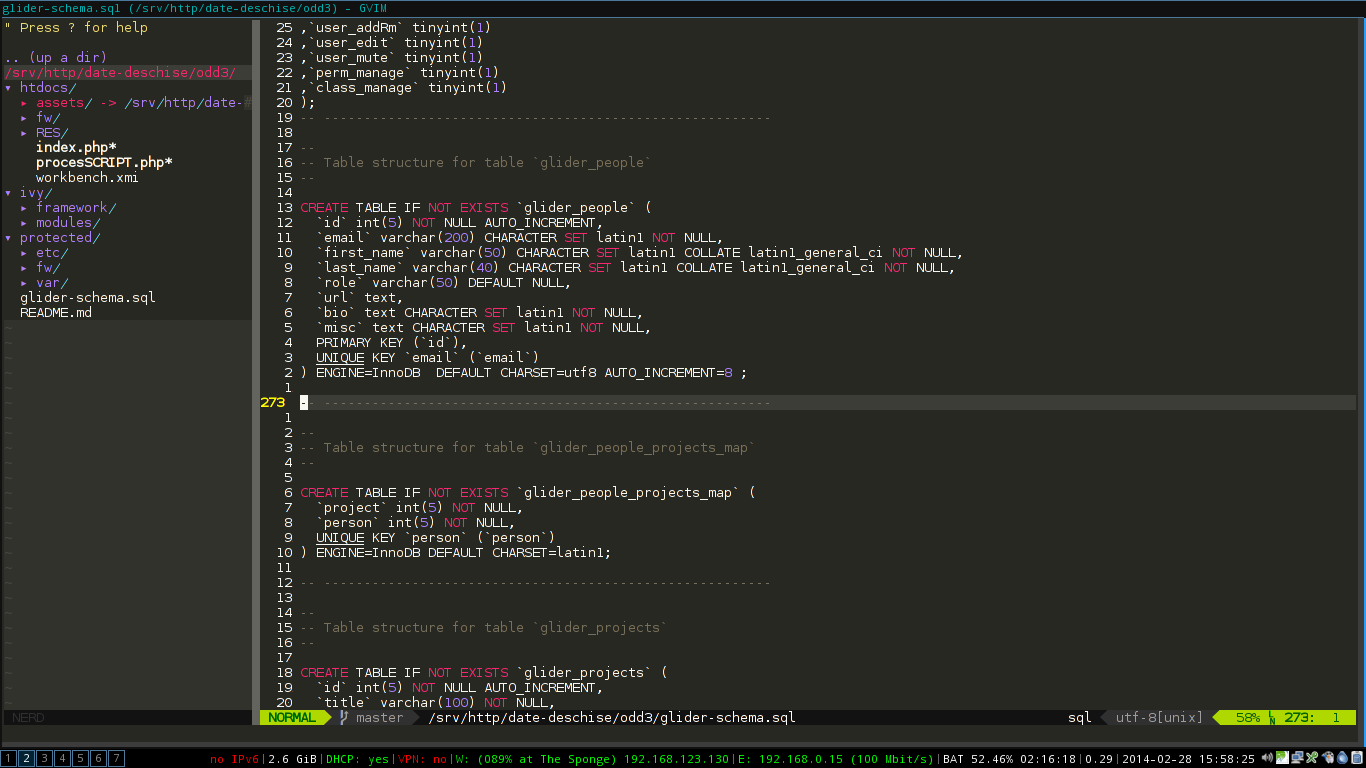 glider-schema.sql (/srv/http/date-deschise/odd3) - GVIM
" Press ? for help
.. (up a dir)
/srv/http/date-deschise/odd3/
▾ htdocs/
▸ assets/ -> /srv/http/date-#
▸ fw/
▸ RES/
index.php*
procesSCRIPT.php*
workbench.xmi
▾ ivy/
▸ framework/
▸ modules/
▾ protected/
▸ etc/
▸ fw/
▸ var/
glider-schema.sql
README.md
NERD
25 ,`user_addRm` tinyint(1)
24 ,`user_edit` tinyint(1)
23 ,`user_mute` tinyint(1)
22 ,`perm_manage` tinyint(1)
21 ,`class_manage` tinyint(1)
20 );
19 -- --------------------------------------------------------
18
17 --
16 -- Table structure for table `glider_people`
15 --
14
13 CREATE TABLE IF NOT EXISTS `glider_people` (
12   `id` int(5) NOT NULL AUTO_INCREMENT,
11   `email` varchar(200) CHARACTER SET latin1 NOT NULL,
10   `first_name` varchar(50) CHARACTER SET latin1 COLLATE latin1_general_ci NOT NULL,
9   `last_name` varchar(40) CHARACTER SET latin1 COLLATE latin1_general_ci NOT NULL,
8   `role` varchar(50) DEFAULT NULL,
7   `url` text,
6   `bio` text CHARACTER SET latin1 NOT NULL,
5   `misc` text CHARACTER SET latin1 NOT NULL,
4   PRIMARY KEY (`id`),
3   UNIQUE KEY `email` (`email`)
2 ) ENGINE=InnoDB  DEFAULT CHARSET=utf8 AUTO_INCREMENT=8 ;
1
273 -- --------------------------------------------------------
1
2 --
3 -- Table structure for table `glider_people_projects_map`
4 --
5
6 CREATE TABLE IF NOT EXISTS `glider_people_projects_map` (
7   `project` int(5) NOT NULL,
8   `person` int(5) NOT NULL,
9   UNIQUE KEY `person` (`person`)
10 ) ENGINE=InnoDB DEFAULT CHARSET=latin1;
11
12 -- --------------------------------------------------------
13
14 --
15 -- Table structure for table `glider_projects`
16 --
17
18 CREATE TABLE IF NOT EXISTS `glider_projects` (
19   `id` int(5) NOT NULL AUTO_INCREMENT,
20   `title` varchar(100) NOT NULL,
NORMAL master /srv/http/date-deschise/odd3/glider-schema.sql sql utf-8[unix] 58% 273: 1
1 2 3 4 5 6 7 no IPv6|2.6 GiB|DHCP: yes|VPN: no|W: (089% at The Sponge) 192.168.123.130|E: 192.168.0.15 (100 Mbit/s)|BAT 52.46% 02:16:18|0.29|2014-02-28 15:58:25